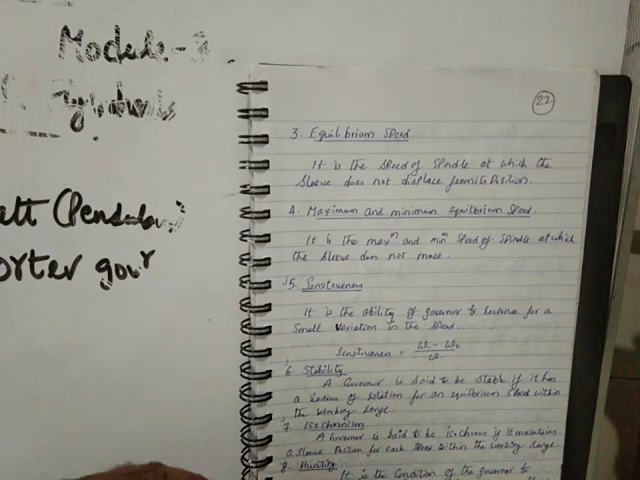 Module-3
Symbols
att (Pendulum)
orter gov^r
22
3. Equilibrium Speed
It is the speed of spindle at which the
Sleeve does not displace from its Position.
4. Maximum and minimum equilibrium Speed.
It is the max^m and min^m Speed of Spindle at which
the Sleeve does not move.
5. Sensitiveness
It is the ability of governor to response for a
Small Variation in the speed.
Sensitiveness = ω₁ - ω₂ / ω
6. Stability
A Governor is said to be stable if it has
a radius of rotation for an equilibrium Speed within
the working range
7. Isochronism
A Governor is said to be isochronus if it maintains
a Sleeve Position for each speed within the working range
8. Hunting
It is the Condition of the governor to